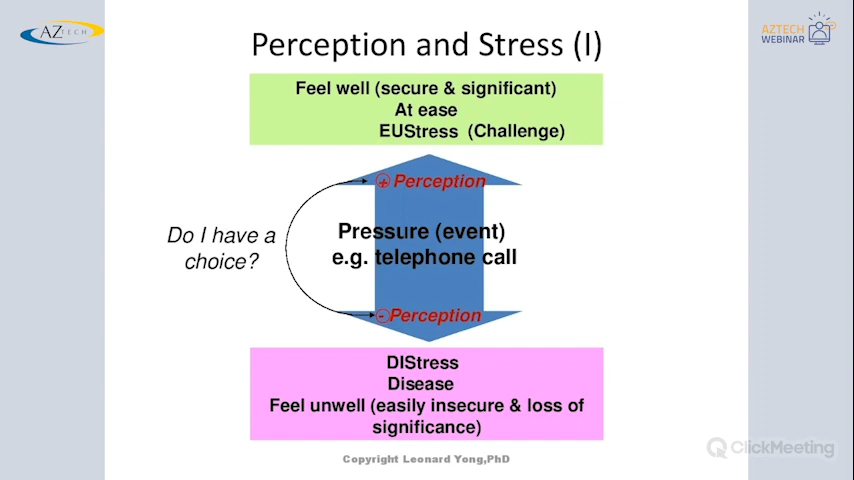 AZTECH
AZTECH
WEBINAR
Perception and Stress (I)
Feel well (secure & significant)
At ease
EUStress (Challenge)
+ Perception
Do I have a
choice?
Pressure (event)
e.g. telephone call
-Perception
DIStress
Disease
Feel unwell (easily insecure & loss of
significance)
Copyright Leonard Yong,PhD
ClickMeeting